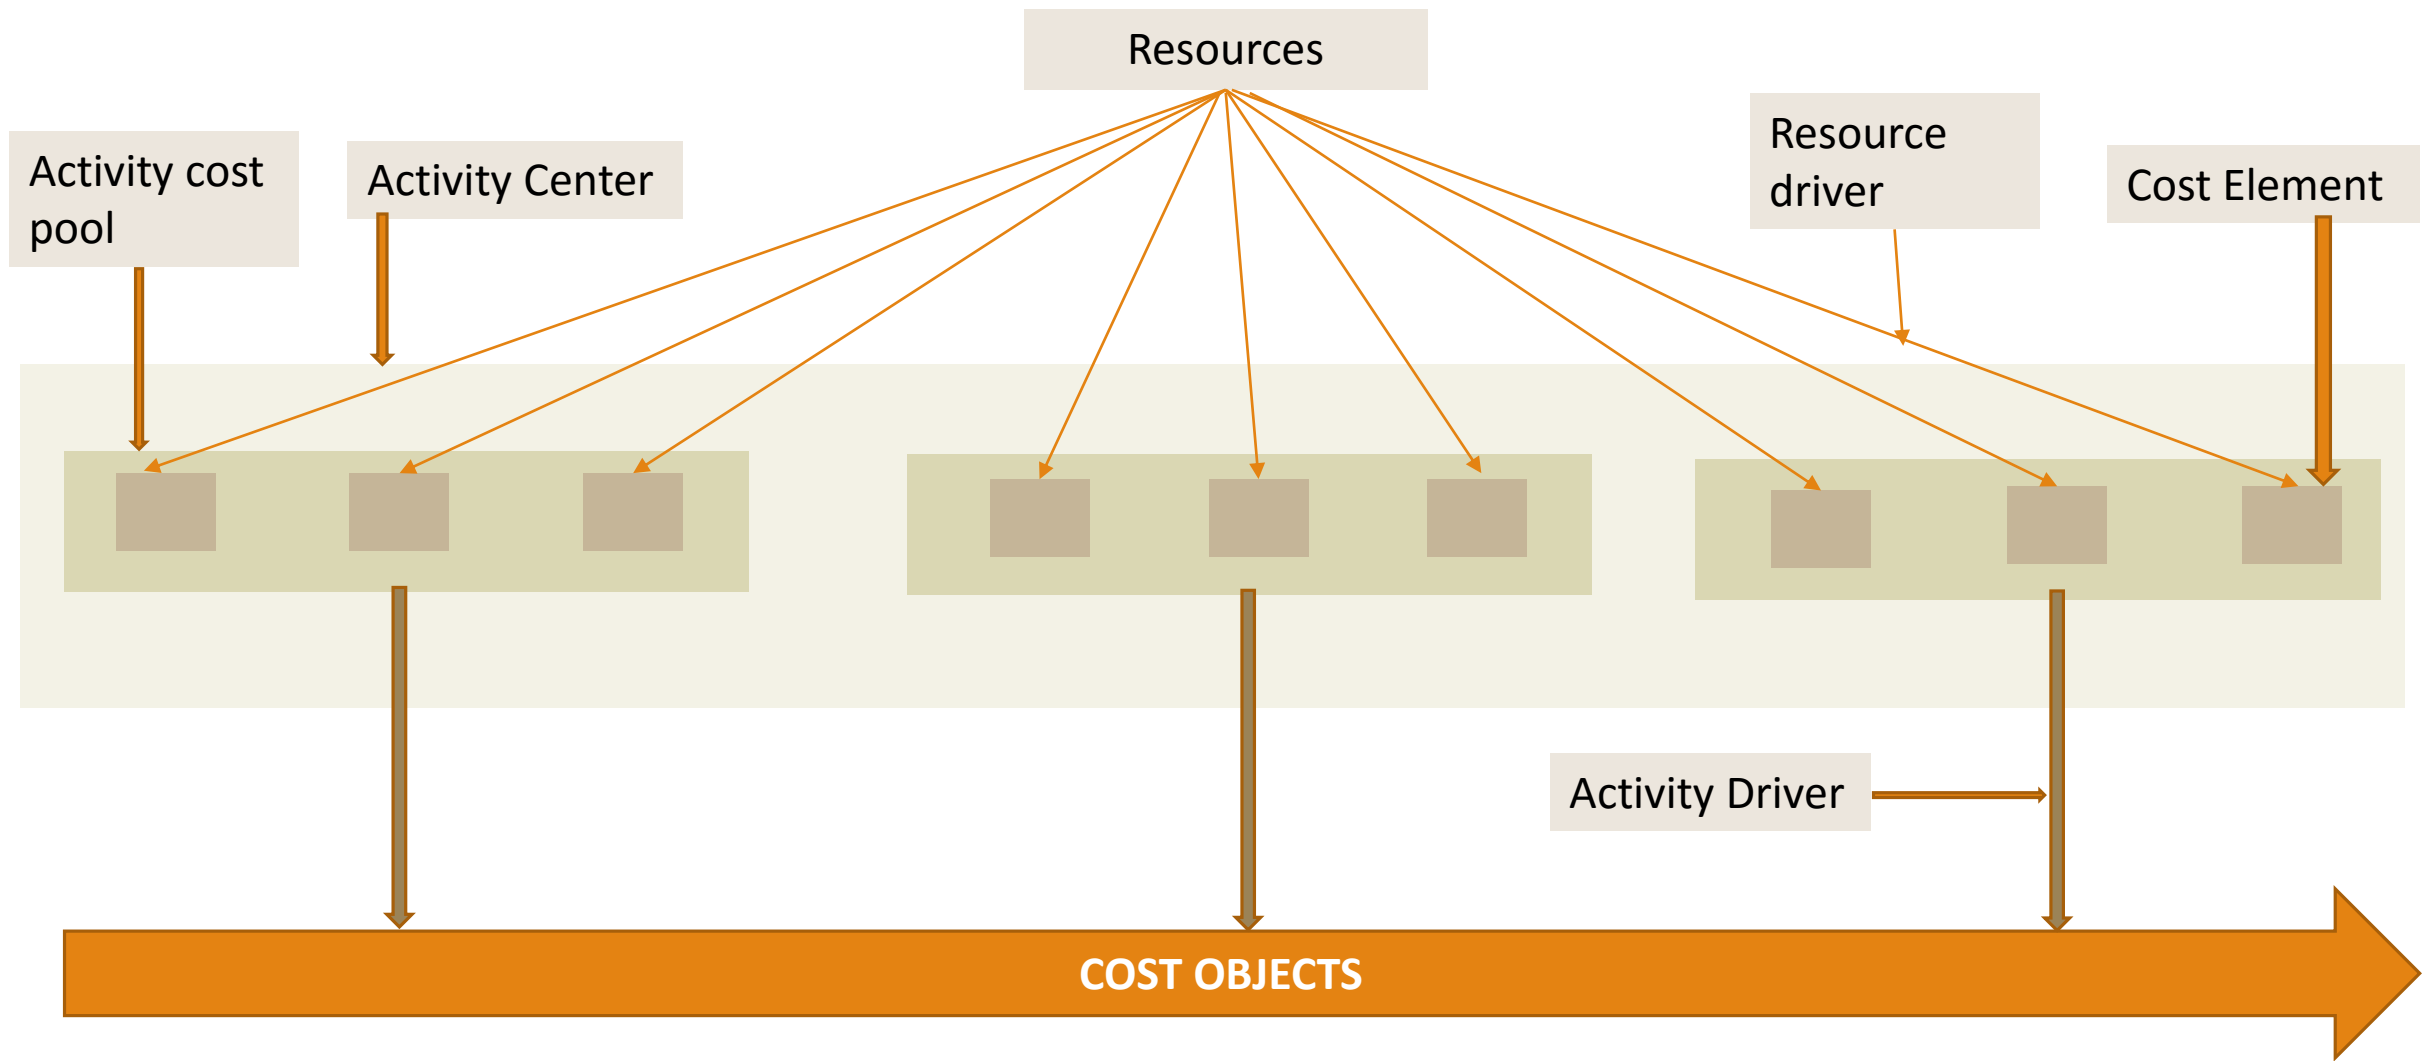 Resources
Activity cost
pool
Activity Center
Resource
driver
Cost Element
Activity Driver
COST OBJECTS